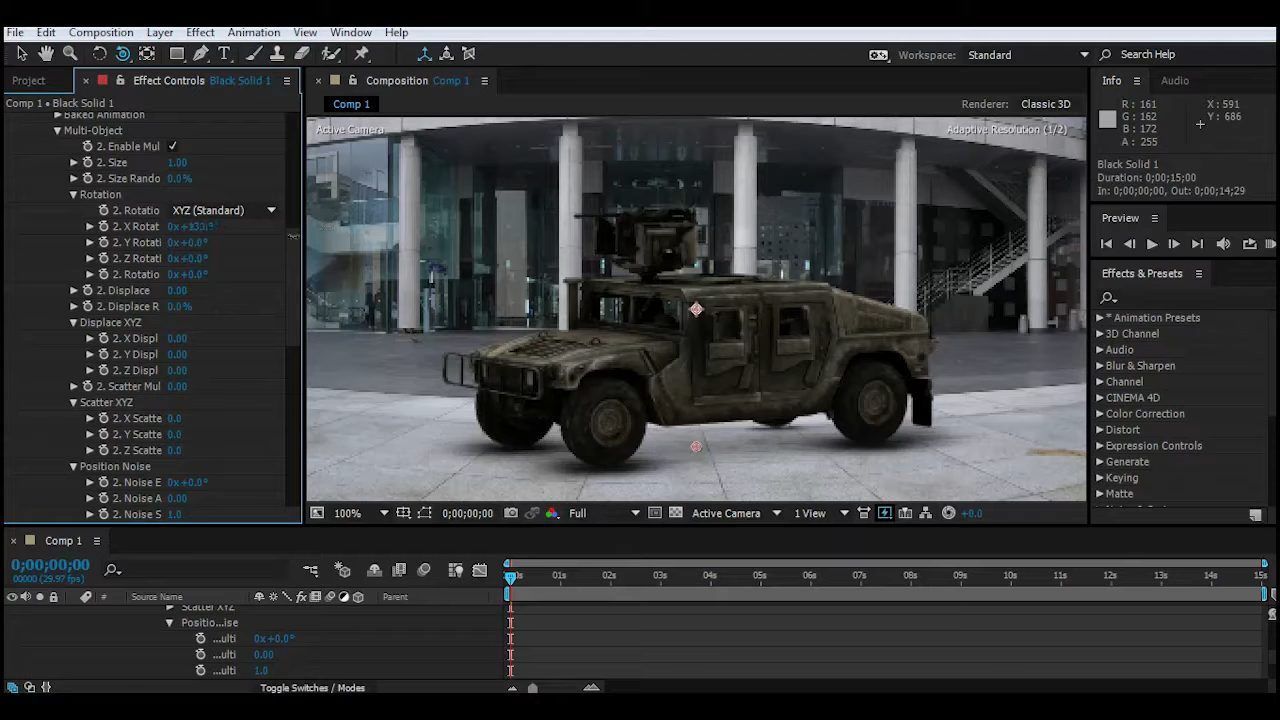 File Edit Composition Layer Effect Animation View Window Help
Workspace: Standard Search Help
Project Effect Controls Black Solid 1
Composition Comp 1
Info Audio
Comp 1 • Black Solid 1
Comp 1
Renderer: Classic 3D
Active Camera
Adaptive Resolution (1/2)
R : 161
G : 162
B : 172
A : 255
X : 591
Y : 686
Black Solid 1
Duration: 0;00;15;00
In: 0;00;00;00, Out: 0;00;14;29
Preview
Effects & Presets
* Animation Presets
3D Channel
Audio
Blur & Sharpen
Channel
CINEMA 4D
Color Correction
Distort
Expression Controls
Generate
Keying
Matte
Baked Animation
Multi-Object
2. Enable Mul
2. Size 1.00
2. Size Rando 0.0%
Rotation
2. Rotatio XYZ (Standard)
2. X Rotat
2. Y Rotati 0x+0.0°
2. Z Rotati 0x+0.0°
2. Rotatio 0x+0.0°
2. Displace 0.00
2. Displace R 0.0%
Displace XYZ
2. X Displ 0.00
2. Y Displ 0.00
2. Z Displ 0.00
2. Scatter Mul 0.00
Scatter XYZ
2. X Scatte 0.0
2. Y Scatte 0.0
2. Z Scatte 0.0
Position Noise
2. Noise E 0x+0.0°
2. Noise A 0.00
2. Noise S 1.0
100% 0;00;00;00 Full Active Camera 1 View +0.0
Comp 1
0;00;00;00
00000 (29.97 fps)
01s 02s 03s 04s 05s 06s 07s 08s 09s 10s 11s 12s 13s 14s 15s
# Source Name Parent
Scatter XYZ
Positio...ise
...ulti 0x+0.0°
...ulti 0.00
...ulti 1.0
Toggle Switches / Modes